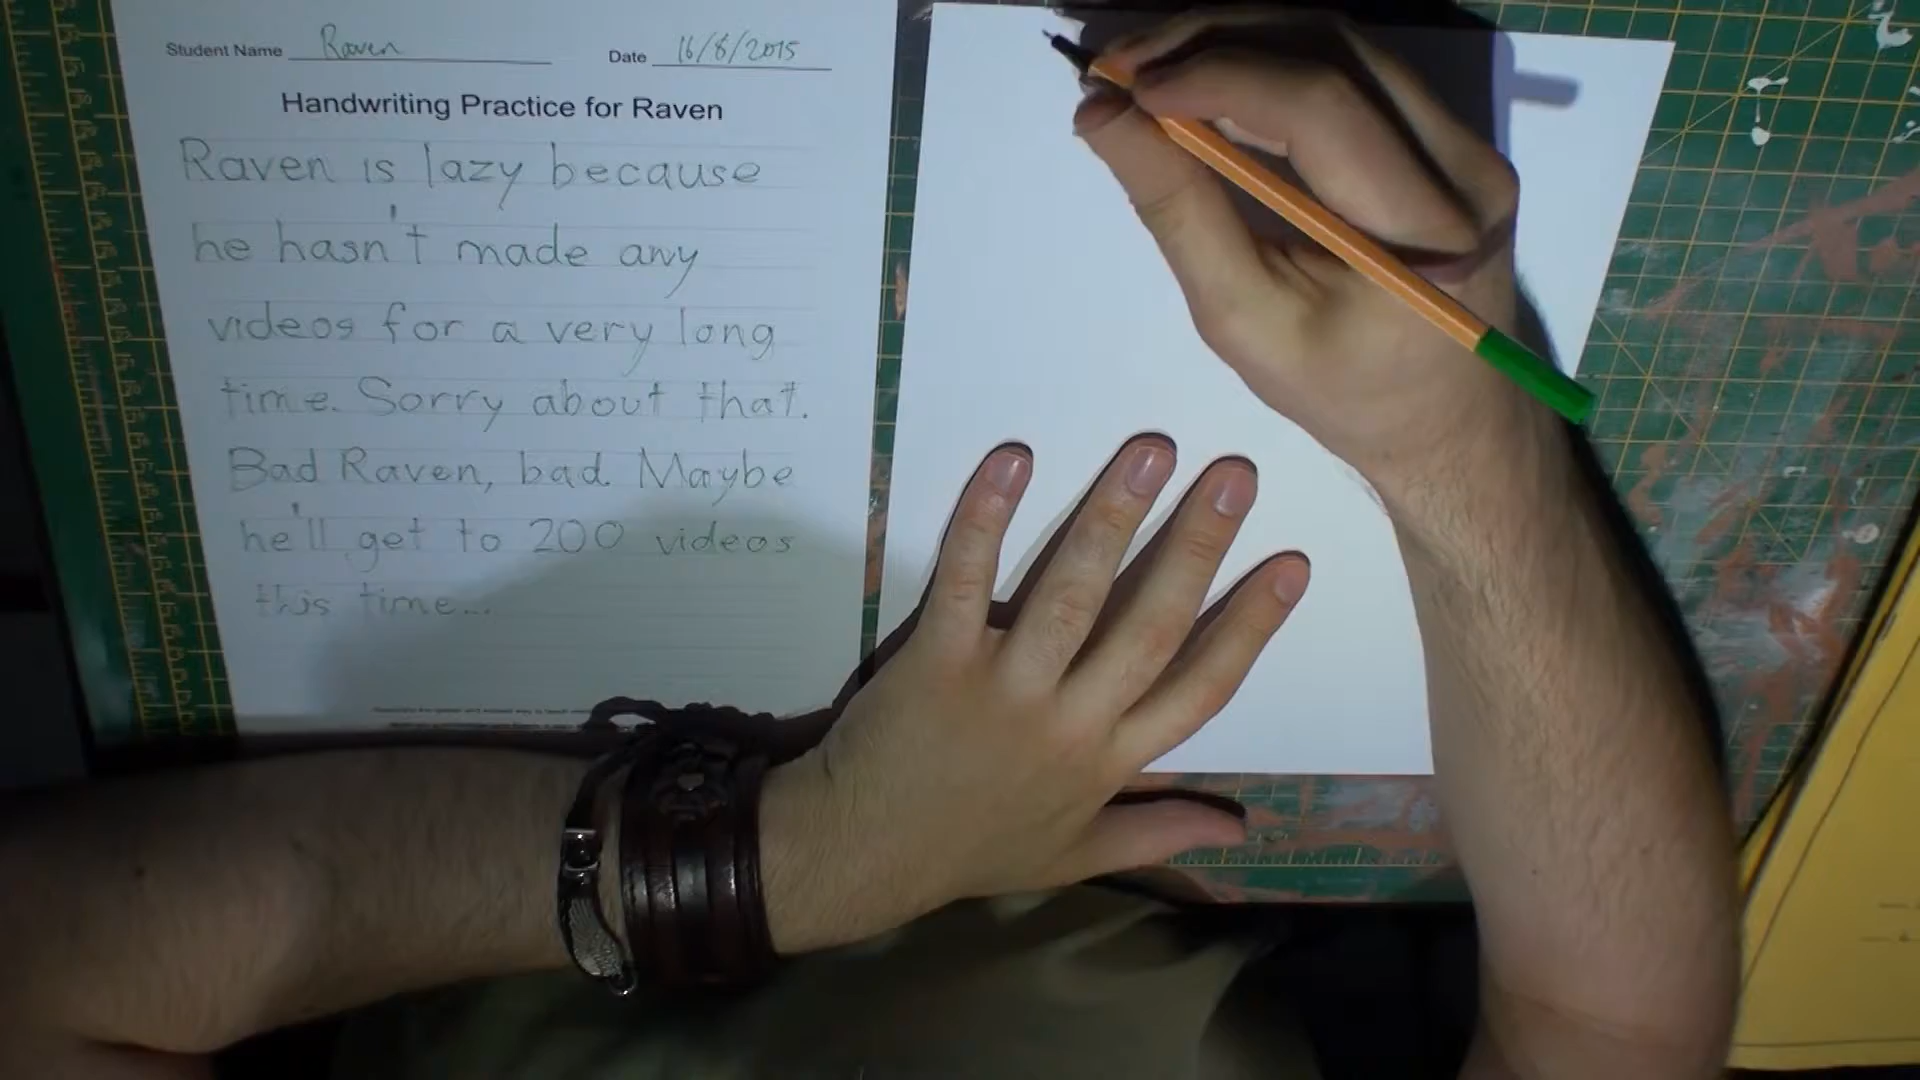 Student Name Raven Date 16/8/2015
Handwriting Practice for Raven
Raven is lazy because
he hasn't made any
videos for a very long
time. Sorry about that.
Bad Raven, bad. Maybe
he'll get to 200 videos
this time...